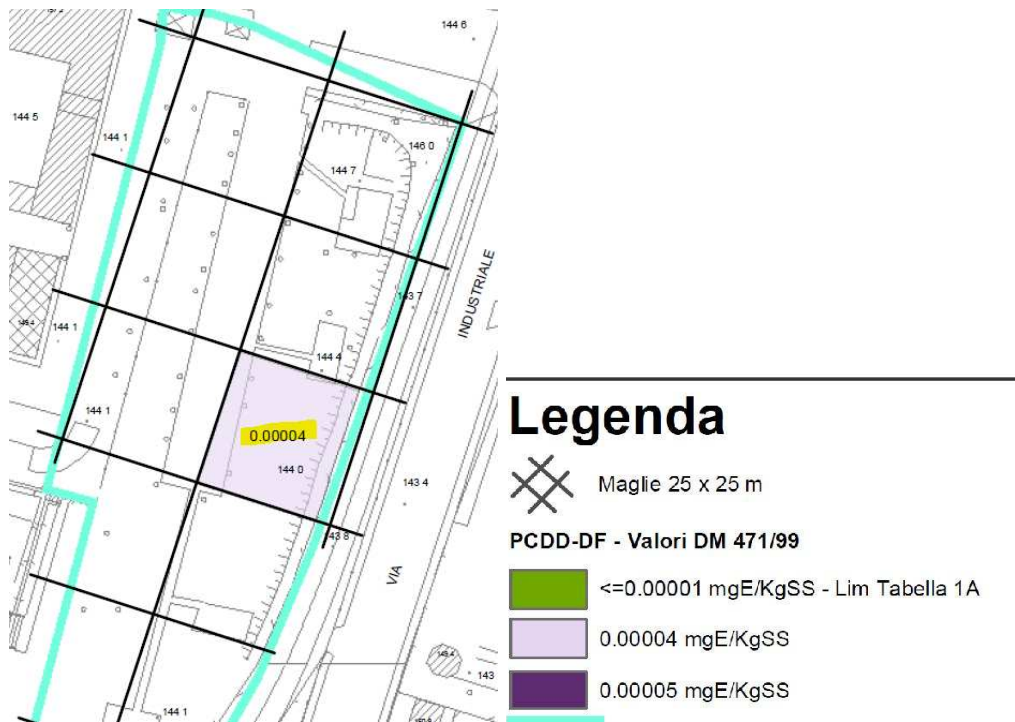 144 6
144 5
144 1
146 0
144 7
INDUSTRIALE
143 7
144 1
144 4
144 1
0.00004
144 0
143 4
143 8
VIA
143
144 1
Legenda
Maglie 25 x 25 m
PCDD-DF - Valori DM 471/99
<=0.00001 mgE/KgSS - Lim Tabella 1A
0.00004 mgE/KgSS
0.00005 mgE/KgSS